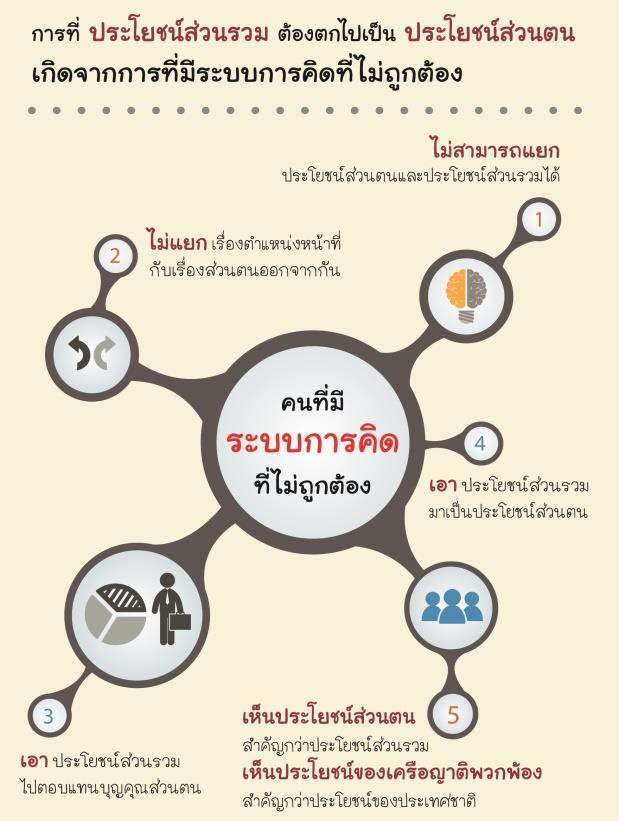 การที่ ประโยชน์ส่วนรวม ต้องตกไปเป็น ประโยชน์ส่วนตน
เกิดจากการที่มีระบบการคิดที่ไม่ถูกต้อง
ไม่สามารถแยก
ประโยชน์ส่วนตนและประโยชน์ส่วนรวมได้
1
2
ไม่แยก เรื่องตำแหน่งหน้าที่
กับเรื่องส่วนตนออกจากกัน
คนที่มี
ระบบการคิด
ที่ไม่ถูกต้อง
4
เอา ประโยชน์ส่วนรวม
มาเป็นประโยชน์ส่วนตน
3
เอา ประโยชน์ส่วนรวม
ไปตอบแทนบุญคุณส่วนตน
5
เห็นประโยชน์ส่วนตน
สำคัญกว่าประโยชน์ส่วนรวม
เห็นประโยชน์ของเครือญาติพวกพ้อง
สำคัญกว่าประโยชน์ของประเทศชาติ